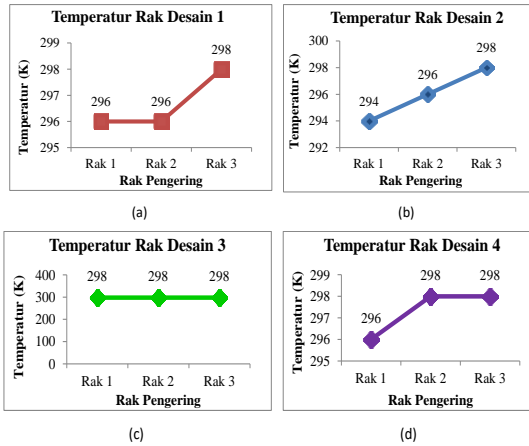 Temperatur Rak Desain 1
Temperatur (K)
299
298
297
296
295
296
296
298
Rak 1 Rak 2 Rak 3
Rak Pengering
(a)
Temperatur Rak Desain 2
Temperatur (K)
300
298
296
294
292
294
296
298
Rak 1 Rak 2 Rak 3
Rak Pengering
(b)
Temperatur Rak Desain 3
Temperatur (K)
400
300
200
100
0
298 298 298
Rak 1 Rak 2 Rak 3
Rak Pengering
(c)
Temperatur Rak Desain 4
Temperatur (K)
299
298
297
296
295
296
298
298
Rak 1 Rak 2 Rak 3
Rak Pengering
(d)